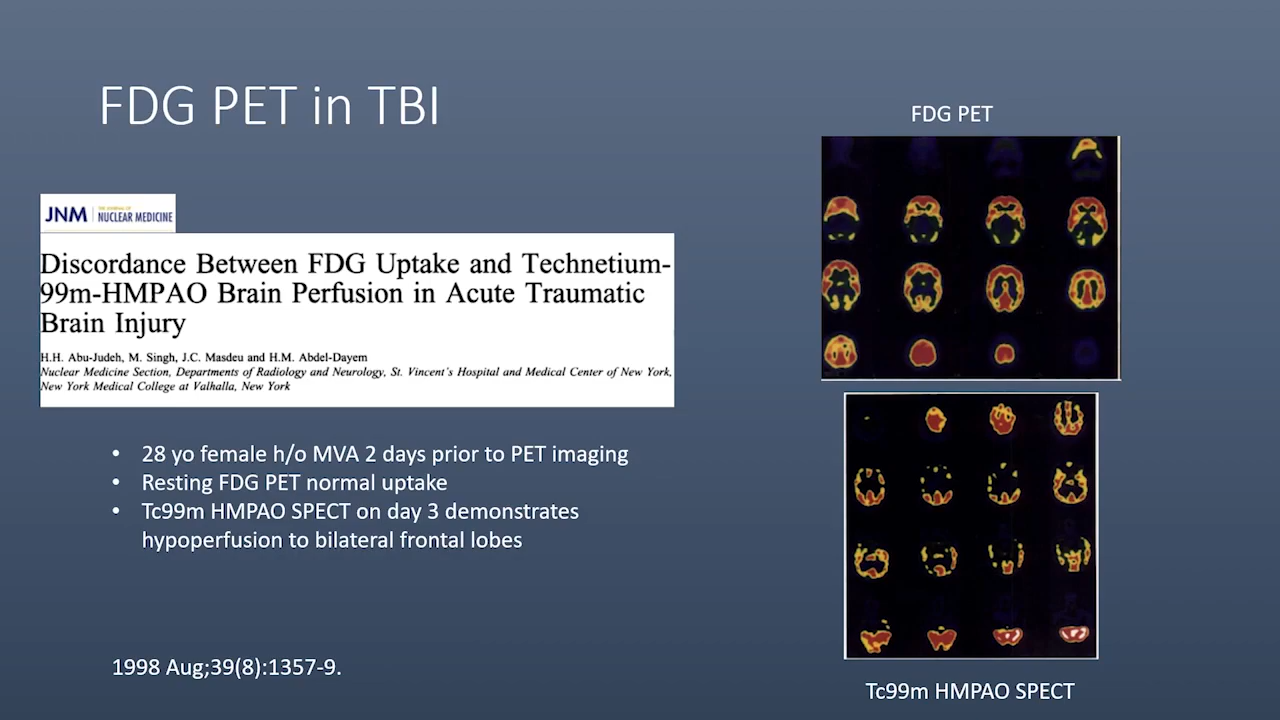 FDG PET in TBI
FDG PET
JNM THE JOURNAL OF
NUCLEAR MEDICINE
Discordance Between FDG Uptake and Technetium-
99m-HMPAO Brain Perfusion in Acute Traumatic
Brain Injury
H.H. Abu-Judeh, M. Singh, J.C. Masdeu and H.M. Abdel-Dayem
Nuclear Medicine Section, Departments of Radiology and Neurology, St. Vincent's Hospital and Medical Center of New York,
New York Medical College at Valhalla, New York
• 28 yo female h/o MVA 2 days prior to PET imaging
• Resting FDG PET normal uptake
• Tc99m HMPAO SPECT on day 3 demonstrates
hypoperfusion to bilateral frontal lobes
1998 Aug;39(8):1357-9.
Tc99m HMPAO SPECT